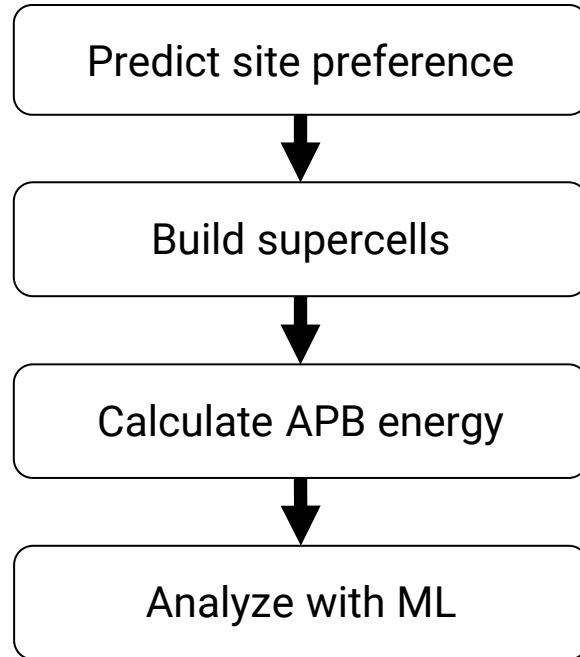 Predict site preference
Build supercells
Calculate APB energy
Analyze with ML